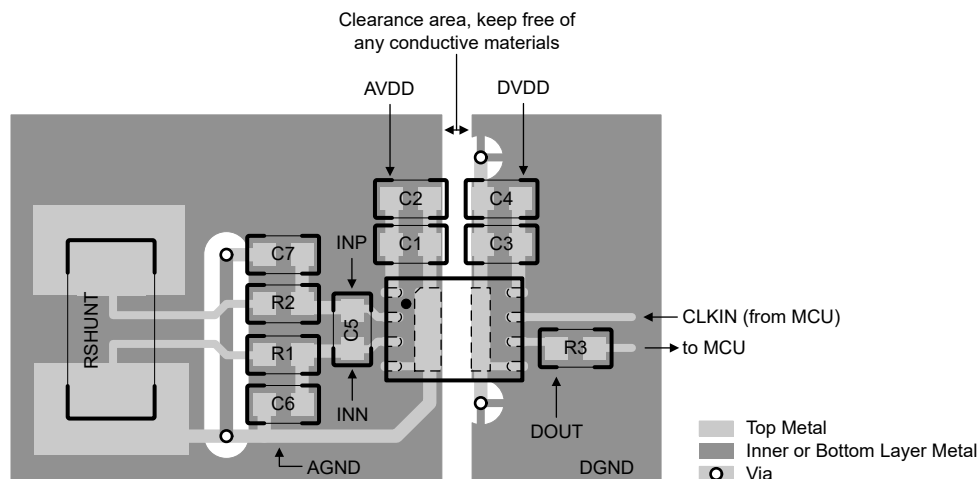 Clearance area, keep free of
any conductive materials
AVDD
DVDD
C2
C4
C1
C3
INP
C7
R2
C5
RSHUNT
R1
C6
INN
CLKIN (from MCU)
R3
to MCU
DOUT
AGND
DGND
Top Metal
Inner or Bottom Layer Metal
Via